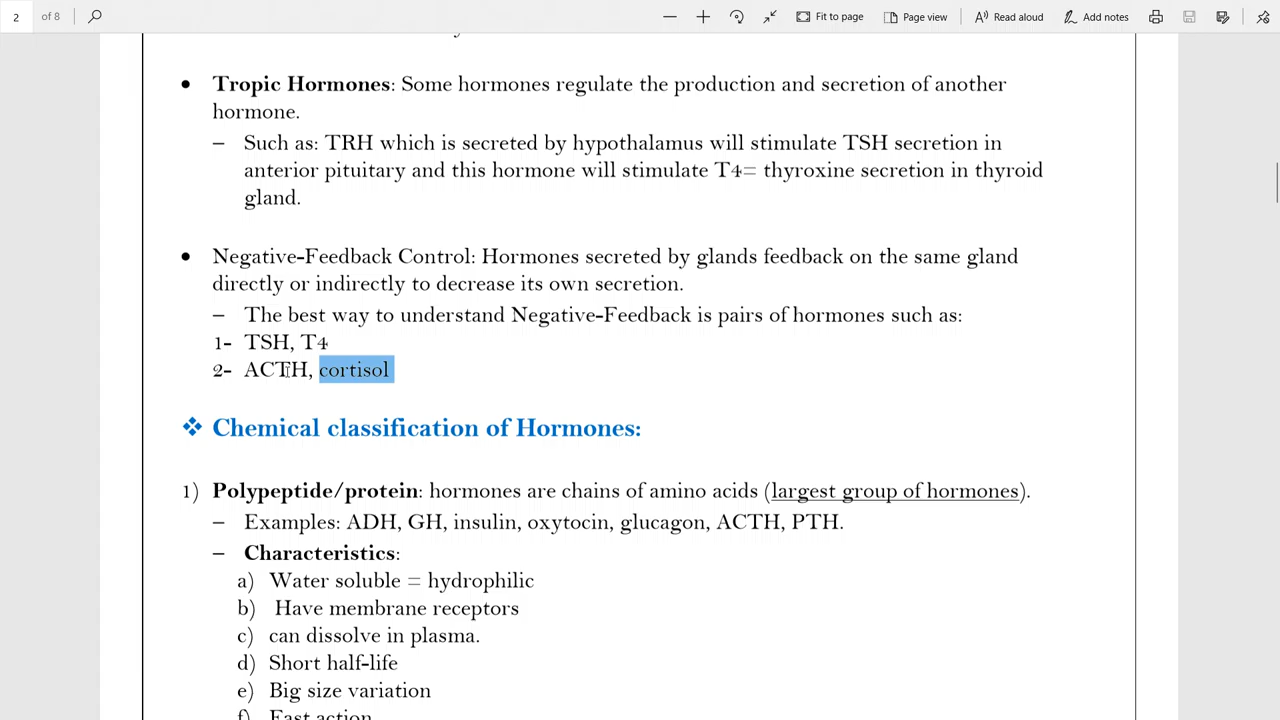 2 of 8 Fit to page Page view Read aloud Add notes
• Tropic Hormones: Some hormones regulate the production and secretion of another
hormone.
– Such as: TRH which is secreted by hypothalamus will stimulate TSH secretion in
anterior pituitary and this hormone will stimulate T4= thyroxine secretion in thyroid
gland.
• Negative-Feedback Control: Hormones secreted by glands feedback on the same gland
directly or indirectly to decrease its own secretion.
– The best way to understand Negative-Feedback is pairs of hormones such as:
1- TSH, T4
2- ACTH, cortisol
❖ Chemical classification of Hormones:
1) Polypeptide/protein: hormones are chains of amino acids (largest group of hormones).
– Examples: ADH, GH, insulin, oxytocin, glucagon, ACTH, PTH.
– Characteristics:
a) Water soluble = hydrophilic
b) Have membrane receptors
c) can dissolve in plasma.
d) Short half-life
e) Big size variation
f) Fast action